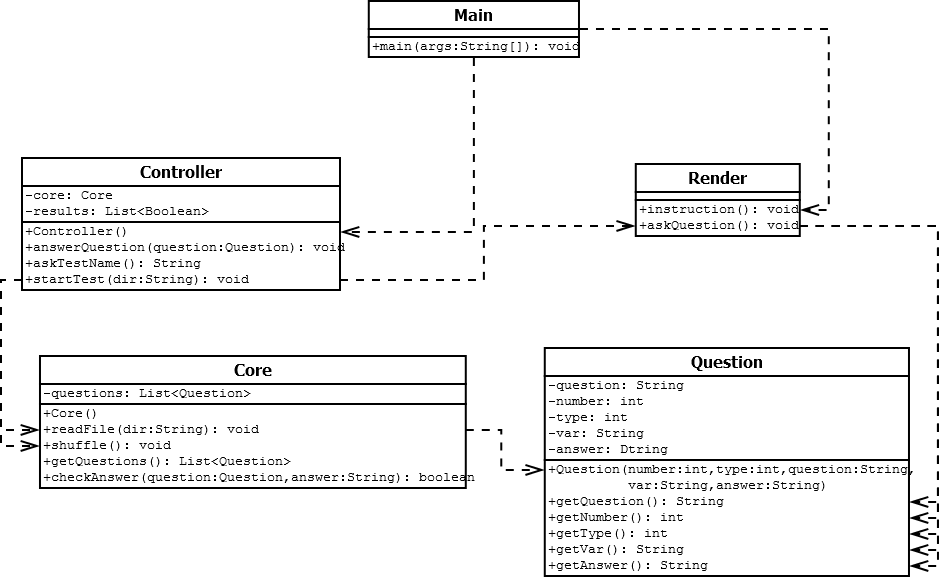 Main
+main(args:String[]): void
Controller
-core: Core
-results: List<Boolean>
+Controller()
+answerQuestion(question:Question): void
+askTestName(): String
+startTest(dir:String): void
Render
+instruction(): void
+askQuestion(): void
Core
-questions: List<Question>
+Core()
+readFile(dir:String): void
+shuffle(): void
+getQuestions(): List<Question>
+checkAnswer(question:Question,answer:String): boolean
Question
-question: String
-number: int
-type: int
-var: String
-answer: Dtring
+Question(number:int,type:int,question:String,
var:String,answer:String)
+getQuestion(): String
+getNumber(): int
+getType(): int
+getVar(): String
+getAnswer(): String